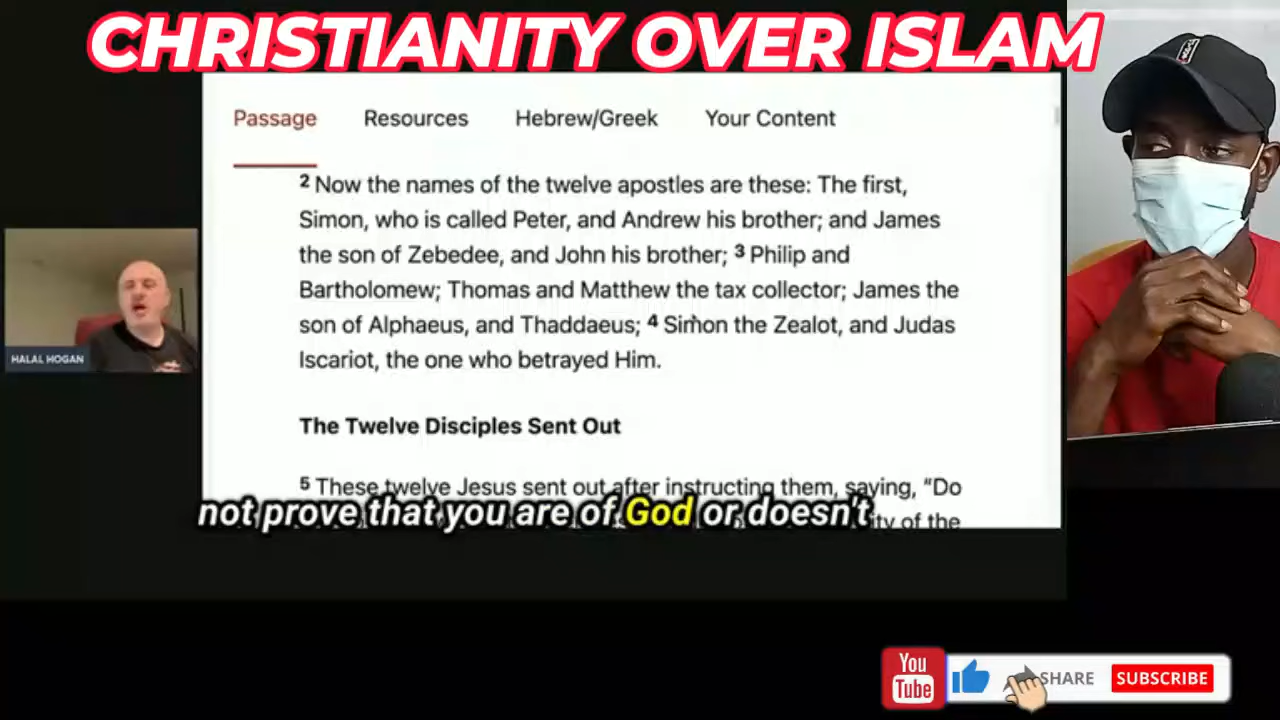 CHRISTIANITY OVER ISLAM
Passage Resources Hebrew/Greek Your Content
2 Now the names of the twelve apostles are these: The first,
Simon, who is called Peter, and Andrew his brother; and James
the son of Zebedee, and John his brother; 3 Philip and
Bartholomew; Thomas and Matthew the tax collector; James the
son of Alphaeus, and Thaddaeus; 4 Simon the Zealot, and Judas
Iscariot, the one who betrayed Him.
HALAL HOGAN
The Twelve Disciples Sent Out
5 These twelve Jesus sent out after instructing them, saying, “Do
not prove that you are of God or doesn't
of the
You
Tube
SHARE
SUBSCRIBE